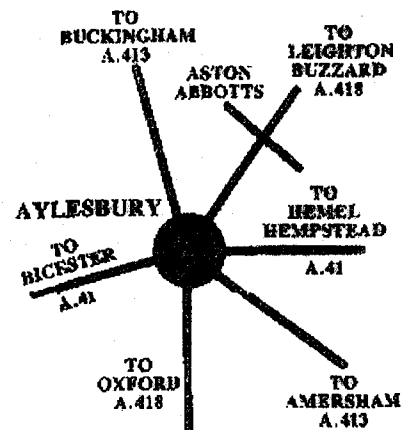 TO
BUCKINGHAM
A.413
TO
LEIGHTON
BUZZARD
A.418
ASTON
ABBOTTS
AYLESBURY
TO
HEMEL
HEMPSTEAD
A.41
TO
BICESTER
A.41
TO
OXFORD
A.418
TO
AMERSHAM
A.413